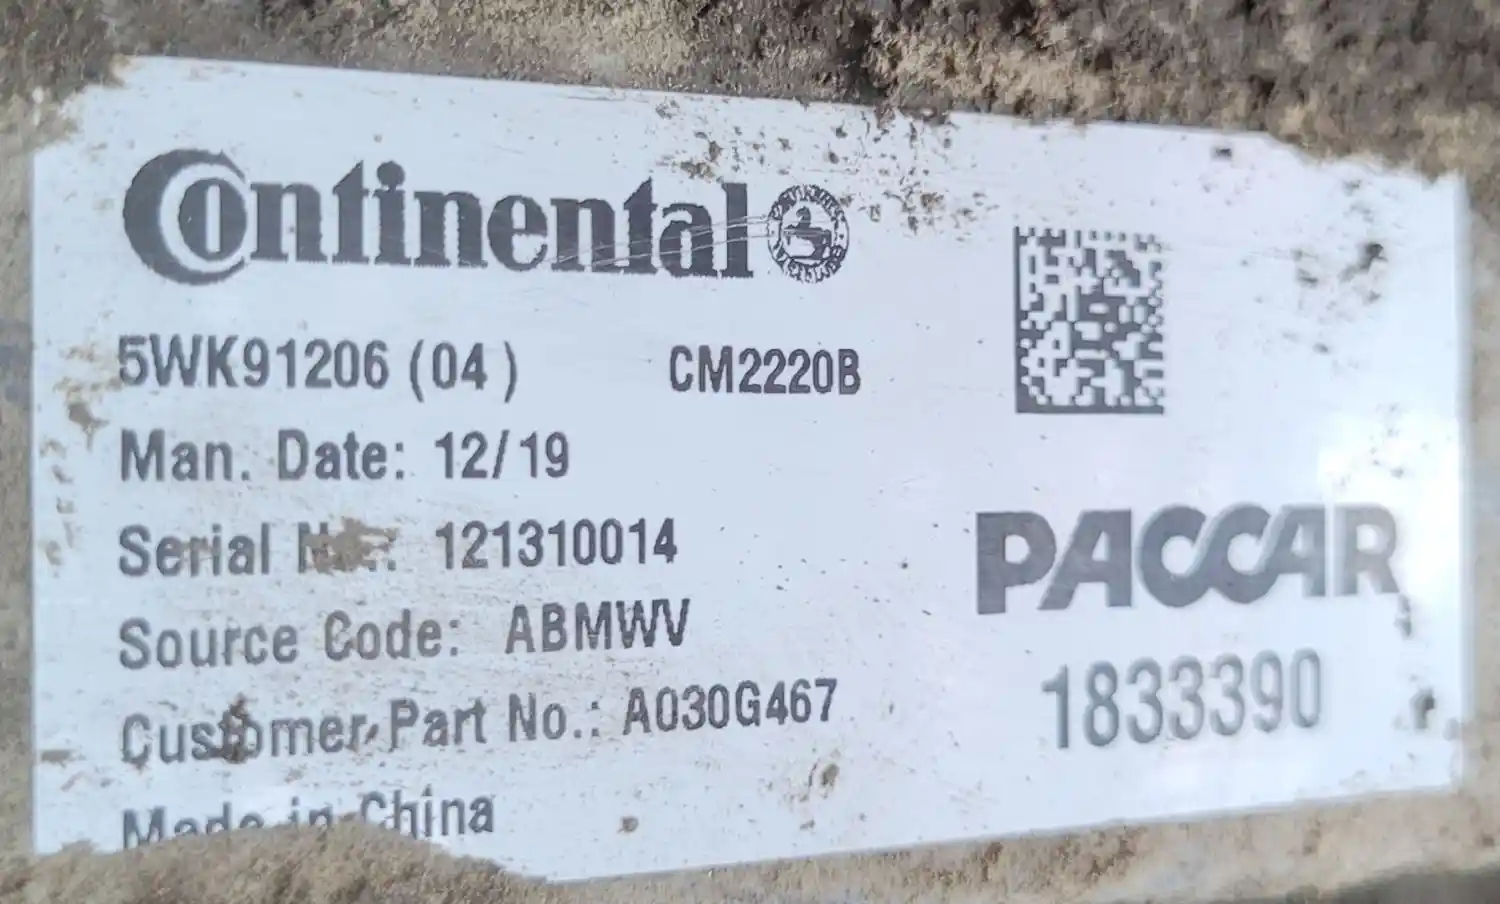 Continental
5WK91206 (04 ) CM2220B
Man. Date: 12/19
Serial 121310014
Source Code: ABMWV
PACCAR
Customer Part No.: A030G467
1833390
Made in China